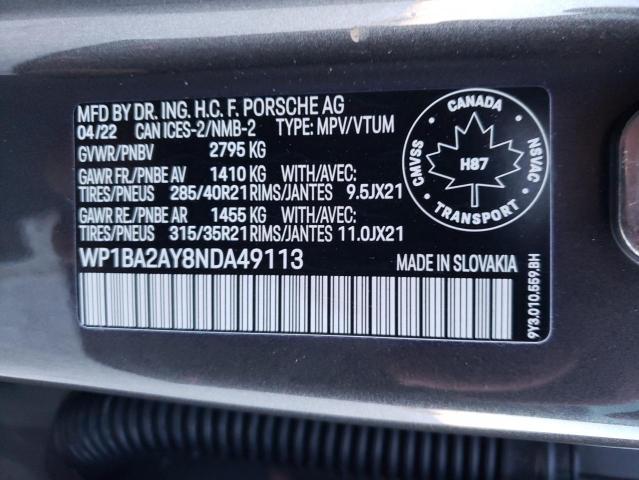 MFD BY DR. ING. H.C. F. PORSCHE AG
04/22 CAN ICES-2/NMB-2 TYPE: MPV/VTUM
GVWR/PNBV 2795 KG
GAWR FR./PNBE AV 1410 KG WITH/AVEC:
TIRES/PNEUS 285/40R21 RIMS/JANTES 9.5JX21
GAWR RE./PNBE AR 1455 KG WITH/AVEC:
TIRES/PNEUS 315/35R21 RIMS/JANTES 11.0JX21
WP1BA2AY8NDA49113 MADE IN SLOVAKIA
CANADA
CMVSS
H87
NSVAC
TRANSPORT
9Y3.010.559.BH